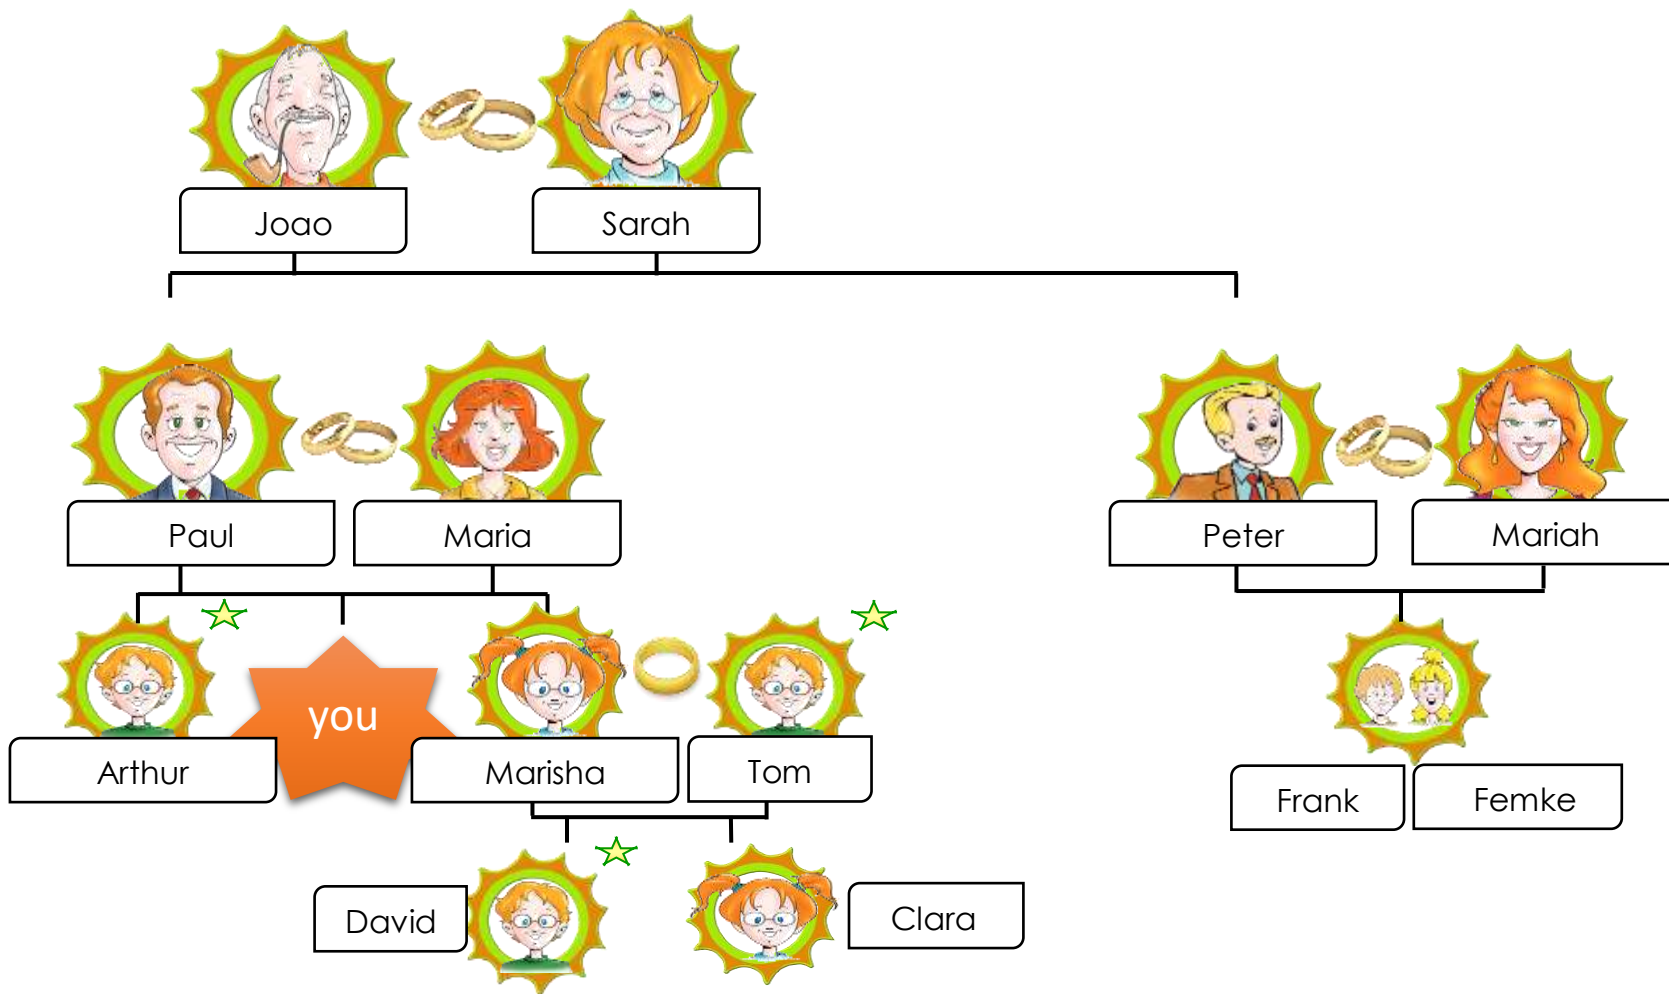 Joao
Sarah
Paul
Maria
Peter
Mariah
you
Arthur
Marisha
Tom
Frank
Femke
David
Clara